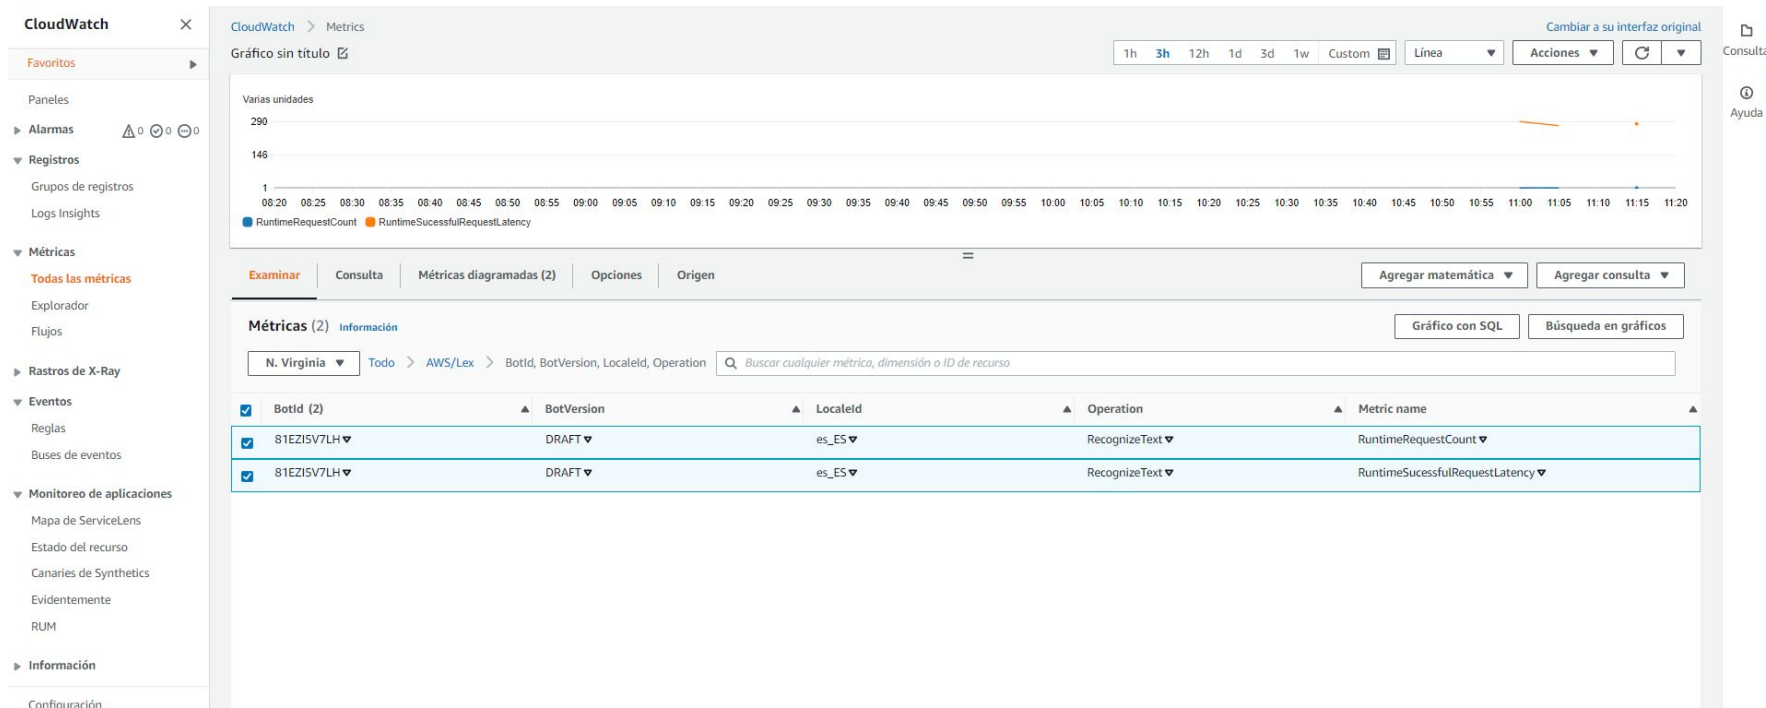 CloudWatch
Favoritos
Paneles
Alarmas 0 0 0
Registros
Grupos de registros
Logs Insights
Métricas
Todas las métricas
Explorador
Flujos
Rastros de X-Ray
Eventos
Reglas
Buses de eventos
Monitoreo de aplicaciones
Mapa de ServiceLens
Estado del recurso
Canaries de Synthetics
Evidentemente
RUM
Información
Configuración
CloudWatch > Metrics
Cambiar a su interfaz original
Gráfico sin título
1h 3h 12h 1d 3d 1w Custom Línea Acciones
Varias unidades
290
146
1
08:20 08:25 08:30 08:35 08:40 08:45 08:50 08:55 09:00 09:05 09:10 09:15 09:20 09:25 09:30 09:35 09:40 09:45 09:50 09:55 10:00 10:05 10:10 10:15 10:20 10:25 10:30 10:35 10:40 10:45 10:50 10:55 11:00 11:05 11:10 11:15 11:20
RuntimeRequestCount RuntimeSucessfulRequestLatency
Examinar Consulta Métricas diagramadas (2) Opciones Origen Agregar matemática Agregar consulta
Métricas (2) Información Gráfico con SQL Búsqueda en gráficos
N. Virginia Todo > AWS/Lex > BotId, BotVersion, LocaleId, Operation Buscar cualquier métrica, dimensión o ID de recurso
BotId (2) BotVersion LocaleId Operation Metric name
81EZI5V7LH DRAFT es_ES RecognizeText RuntimeRequestCount
81EZI5V7LH DRAFT es_ES RecognizeText RuntimeSucessfulRequestLatency
Consulta
Ayuda